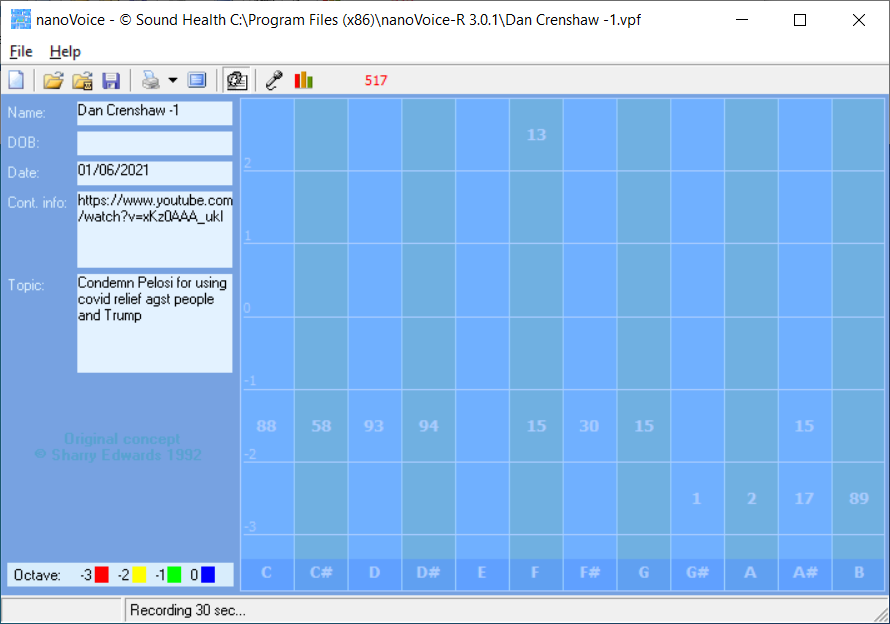 nanoVoice - © Sound Health C:\Program Files (x86)\nanoVoice-R 3.0.1\Dan Crenshaw -1.vpf
File Help
517
Name: Dan Crenshaw -1
DOB:
Date: 01/06/2021
Cont. info: https://www.youtube.com
/watch?v=xKz0AAA_ukI
Topic: Condemn Pelosi for using
covid relief agst people
and Trump
Original concept
© Sharry Edwards 1992
Octave: -3 -2 -1 0
13
2
1
0
-1
88 58 93 94 15 30 15 15
-2
1 2 17 89
-3
C C# D D# E F F# G G# A A# B
Recording 30 sec...